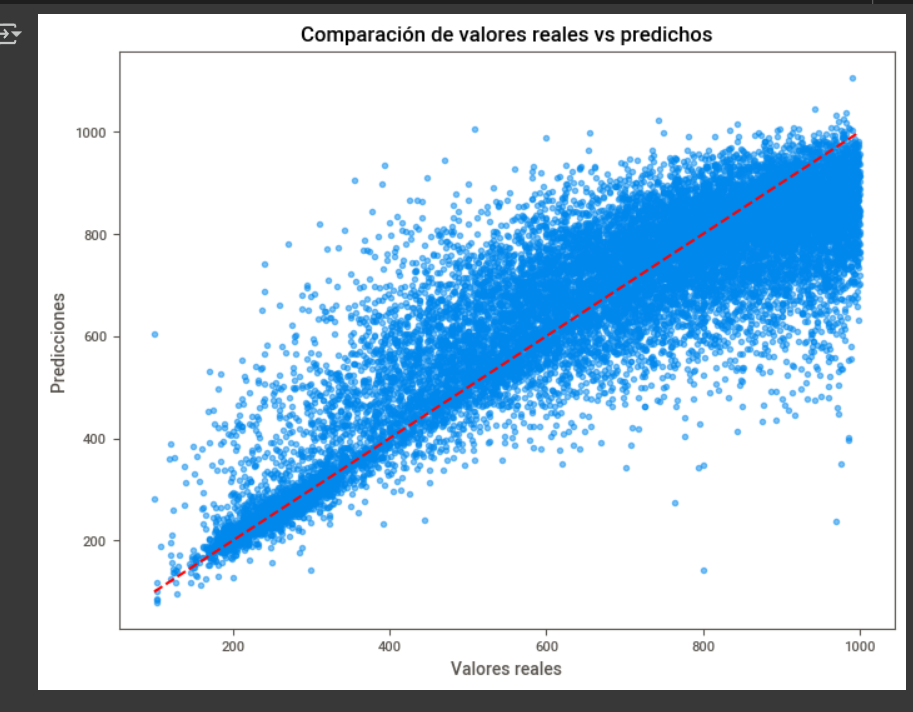 Comparación de valores reales vs predichos
1000
800
600
400
200
Predicciones
200 400 600 800 1000
Valores reales